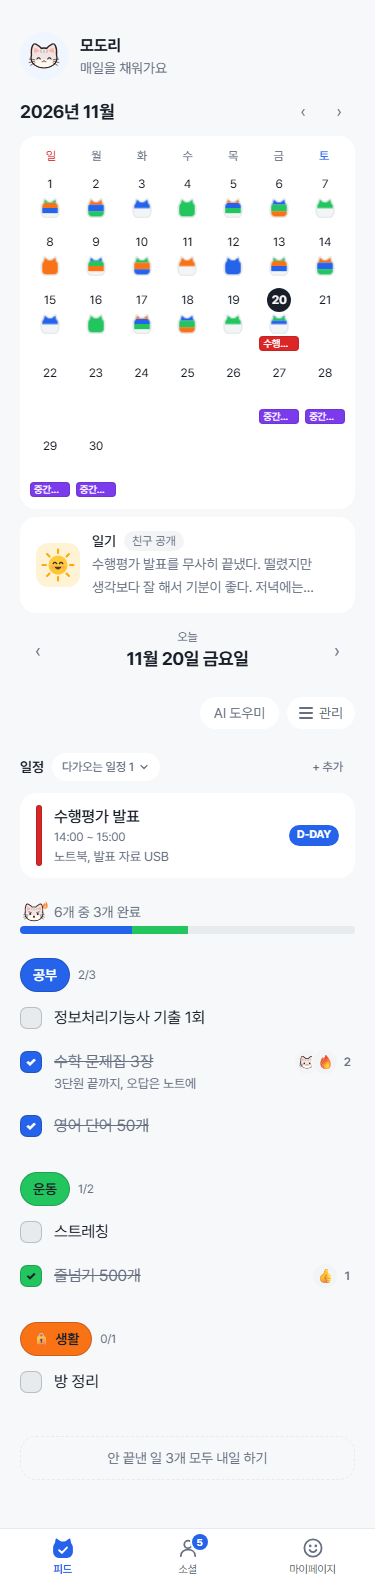 모도리
매일을 채워가요
2026년 11월
‹ ›
일 월 화 수 목 금 토
1 2 3 4 5 6 7
8 9 10 11 12 13 14
15 16 17 18 19 20 21
수행...
22 23 24 25 26 27 28
중간... 중간...
29 30
중간... 중간...
일기 친구 공개
수행평가 발표를 무사히 끝냈다. 떨렸지만
생각보다 잘 해서 기분이 좋다. 저녁에는...
오늘
‹ 11월 20일 금요일 ›
AI 도우미 관리
일정 다가오는 일정 1 + 추가
수행평가 발표
14:00 ~ 15:00
노트북, 발표 자료 USB
D-DAY
6개 중 3개 완료
공부 2/3
정보처리기능사 기출 1회
수학 문제집 3장 2
3단원 끝까지, 오답은 노트에
영어 단어 50개
운동 1/2
스트레칭
줄넘기 500개 1
생활 0/1
방 정리
안 끝낸 일 3개 모두 내일 하기
5
피드 소셜 마이페이지